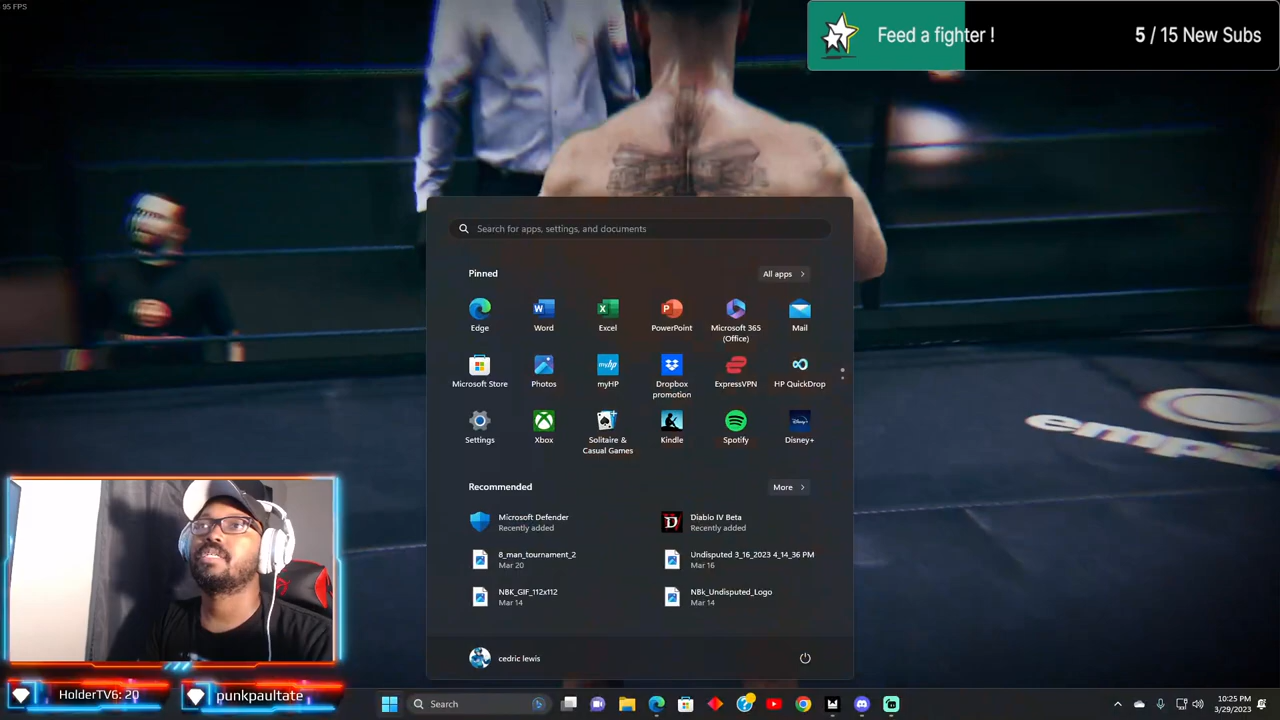 95 FPS
Feed a fighter !
5 / 15 New Subs
Search for apps, settings, and documents
Pinned
All apps
Edge
Word
Excel
PowerPoint
Microsoft 365
(Office)
Mail
Microsoft Store
Photos
myHP
Dropbox
promotion
ExpressVPN
HP QuickDrop
Settings
Xbox
Solitaire &
Casual Games
Kindle
Spotify
Disney+
Recommended
More
Microsoft Defender
Recently added
Diablo IV Beta
Recently added
8_man_tournament_2
Mar 20
Undisputed 3_16_2023 4_14_36 PM
Mar 16
NBK_GIF_112x112
Mar 14
NBk_Undisputed_Logo
Mar 14
cedric lewis
HolderTV6: 20
punkpaultate
Search
10:25 PM
3/29/2023